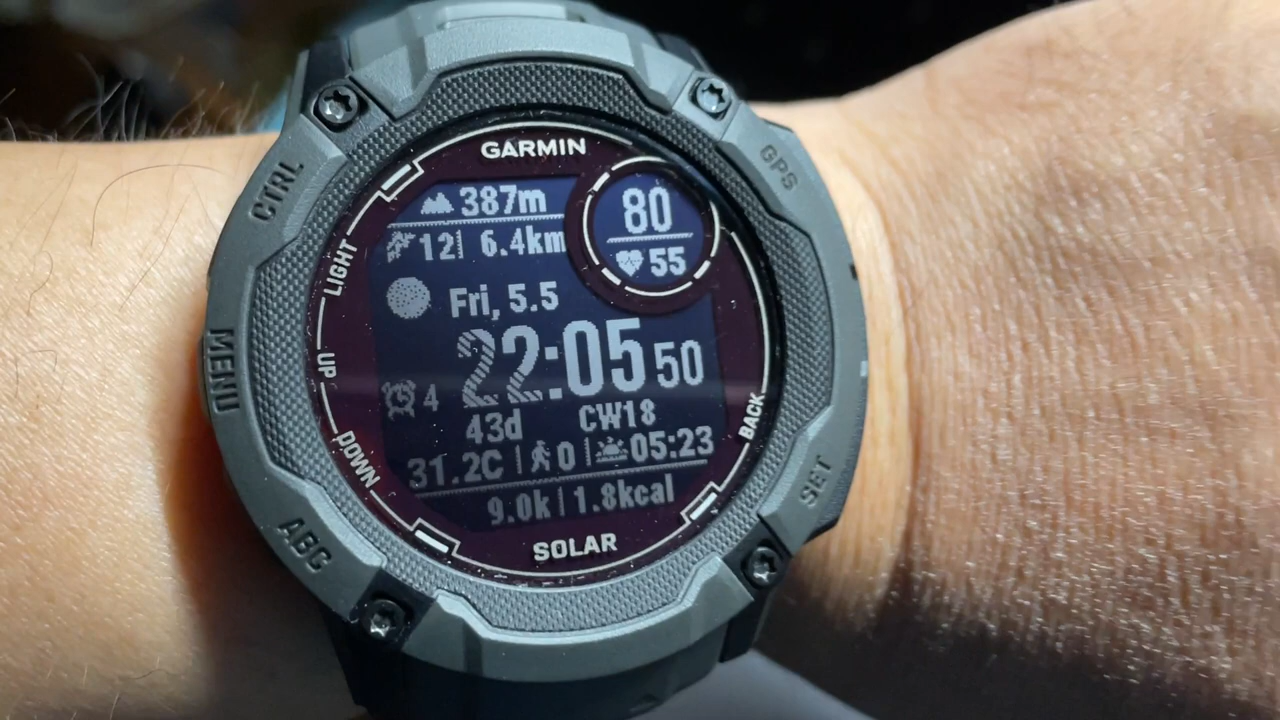 GARMIN
387m
80
12 6.4km
55
Fri, 5.5
22:05 50
4
43d CW18
31.2C 0 05:23
9.0k 1.8kcal
SOLAR
CTRL
LIGHT
MENU
UP
DOWN
ABC
GPS
BACK
SET